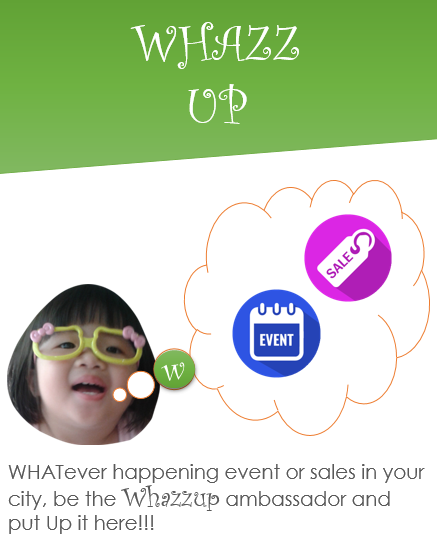 WHAZZ
UP
SALE
EVENT
W
WHATever happening event or sales in your
city, be the Whazzup ambassador and
put Up it here!!!